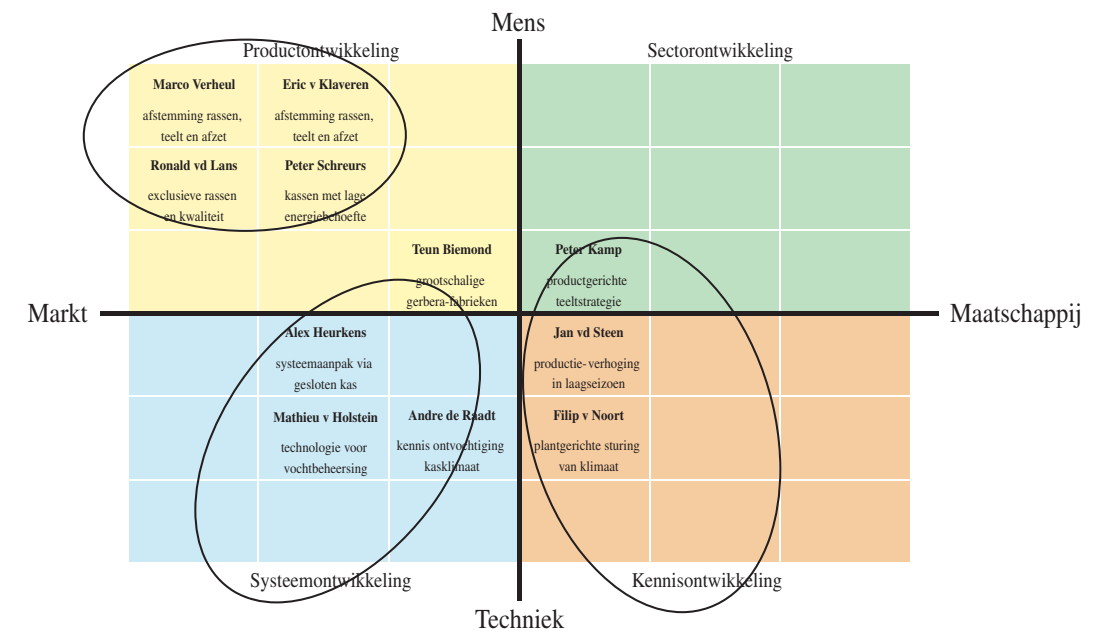 Mens
Productontwikkeling
Sectorontwikkeling
Marco Verheul
afstemming rassen,
teelt en afzet
Eric v Klaveren
afstemming rassen,
teelt en afzet
Ronald vd Lans
exclusieve rassen
en kwaliteit
Peter Schreurs
kassen met lage
energiebehoefte
Teun Biemond
grootschalige
gerbera-fabrieken
Peter Kamp
productgerichte
teeltstrategie
Markt
Maatschappij
Alex Heurkens
systeemaanpak via
gesloten kas
Jan vd Steen
productie-verhoging
in laagseizoen
Mathieu v Holstein
technologie voor
vochtbeheersing
Andre de Raadt
kennis ontvochtiging
kasklimaat
Filip v Noort
plantgerichte sturing
van klimaat
Systeemontwikkeling
Kennisontwikkeling
Techniek